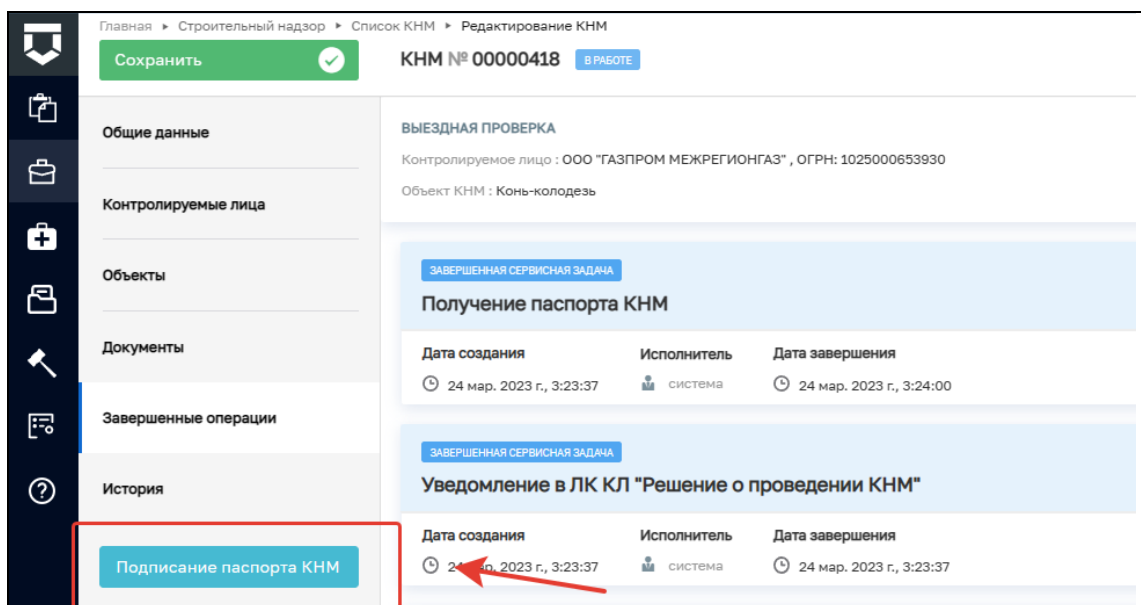 Главная ▸ Строительный надзор ▸ Список КНМ ▸ Редактирование КНМ
Сохранить
КНМ № 00000418 В РАБОТЕ
Общие данные
Контролируемые лица
Объекты
Документы
Завершенные операции
История
Подписание паспорта КНМ
ВЫЕЗДНАЯ ПРОВЕРКА
Контролируемое лицо : ООО "ГАЗПРОМ МЕЖРЕГИОНГАЗ" , ОГРН: 1025000653930
Объект КНМ : Конь-колодезь
ЗАВЕРШЕННАЯ СЕРВИСНАЯ ЗАДАЧА
Получение паспорта КНМ
Дата создания Исполнитель Дата завершения
24 мар. 2023 г., 3:23:37 система 24 мар. 2023 г., 3:24:00
ЗАВЕРШЕННАЯ СЕРВИСНАЯ ЗАДАЧА
Уведомление в ЛК КЛ "Решение о проведении КНМ"
Дата создания Исполнитель Дата завершения
24 мар. 2023 г., 3:23:37 система 24 мар. 2023 г., 3:23:37